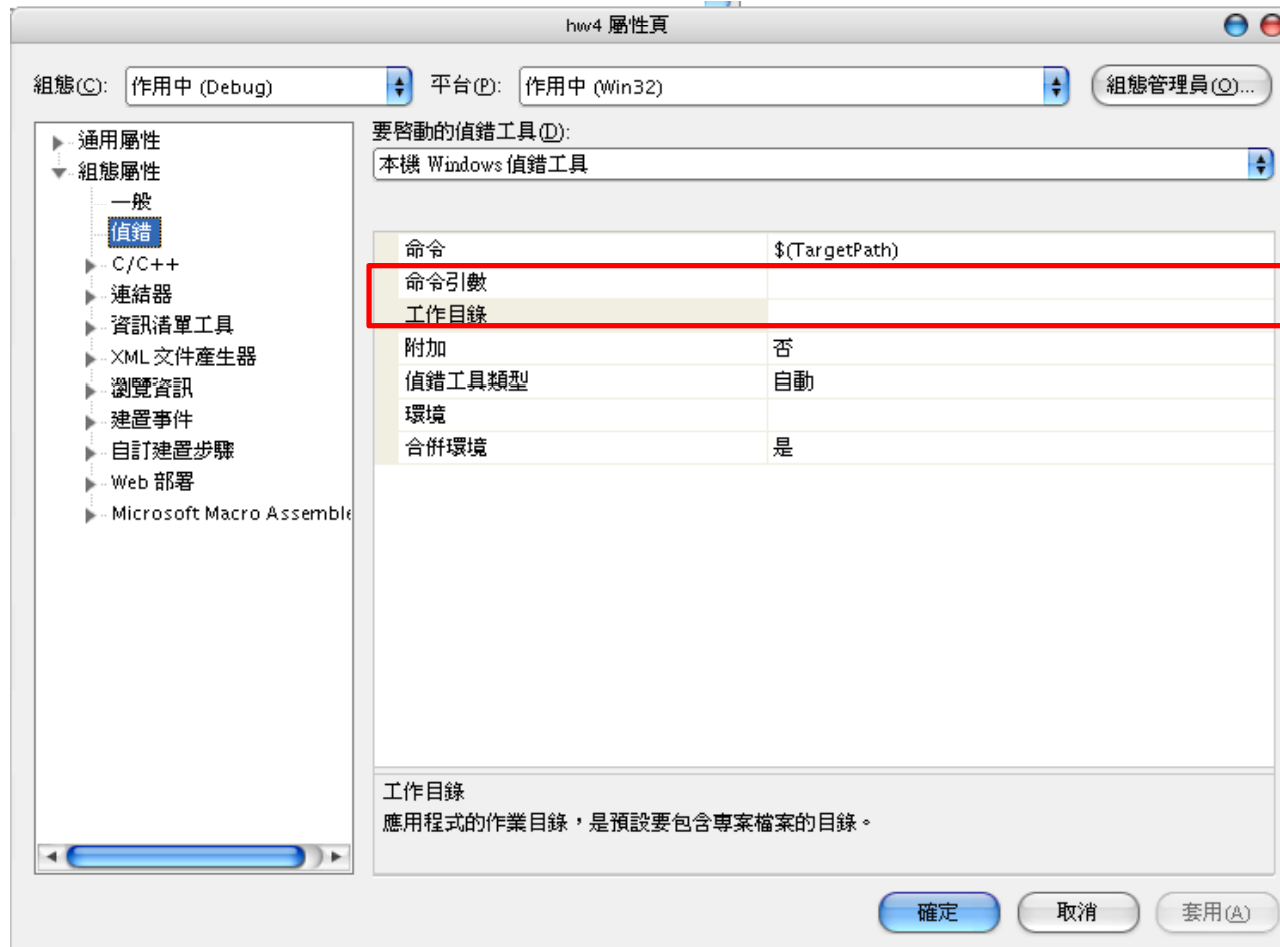 hw4 屬性頁
組態(C): 作用中 (Debug) 平台(P): 作用中 (Win32) 組態管理員(O)...
通用屬性
組態屬性
一般
偵錯
C/C++
連結器
資訊清單工具
XML 文件產生器
瀏覽資訊
建置事件
自訂建置步驟
Web 部署
Microsoft Macro Assemble
要啓動的偵錯工具(D):
本機 Windows 偵錯工具
命令 $(TargetPath)
命令引數
工作目錄
附加 否
偵錯工具類型 自動
環境
合併環境 是
工作目錄
應用程式的作業目錄，是預設要包含專案檔案的目錄。
確定 取消 套用(A)